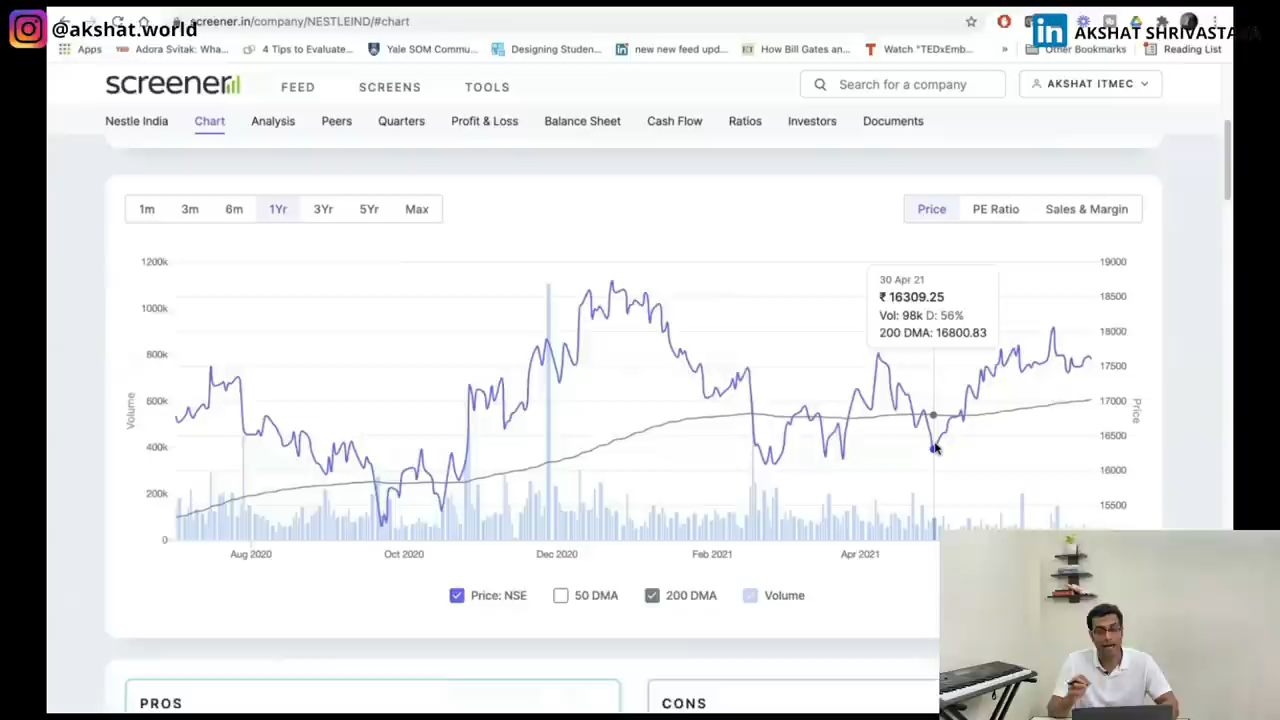 @akshat.world
screener.in/company/NESTLEIND/#chart
AKSHAT SHRIVASTAVA
Apps Adora Svitak: Wha... 4 Tips to Evaluate... Yale SOM Commu... Designing Studen... new new feed upd... How Bill Gates an... Watch "TEDxEmb... » Other Bookmarks Reading List
screener FEED SCREENS TOOLS Search for a company AKSHAT ITMEC
Nestle India Chart Analysis Peers Quarters Profit & Loss Balance Sheet Cash Flow Ratios Investors Documents
1m 3m 6m 1Yr 3Yr 5Yr Max Price PE Ratio Sales & Margin
30 Apr 21
₹ 16309.25
Vol: 98k D: 56%
200 DMA: 16800.83
1200k
1000k
800k
600k
400k
200k
0
Volume
19000
18500
18000
17500
17000
16500
16000
15500
Price
Aug 2020 Oct 2020 Dec 2020 Feb 2021 Apr 2021
Price: NSE 50 DMA 200 DMA Volume
PROS CONS